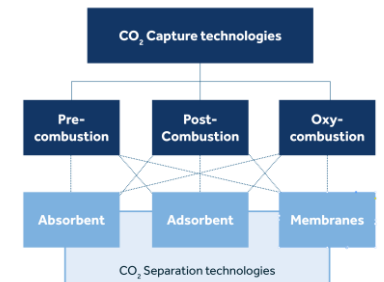 CO₂ Capture technologies
Pre-
combustion
Post-
Combustion
Oxy-
combustion
Absorbent
Adsorbent
Membranes
CO₂ Separation technologies